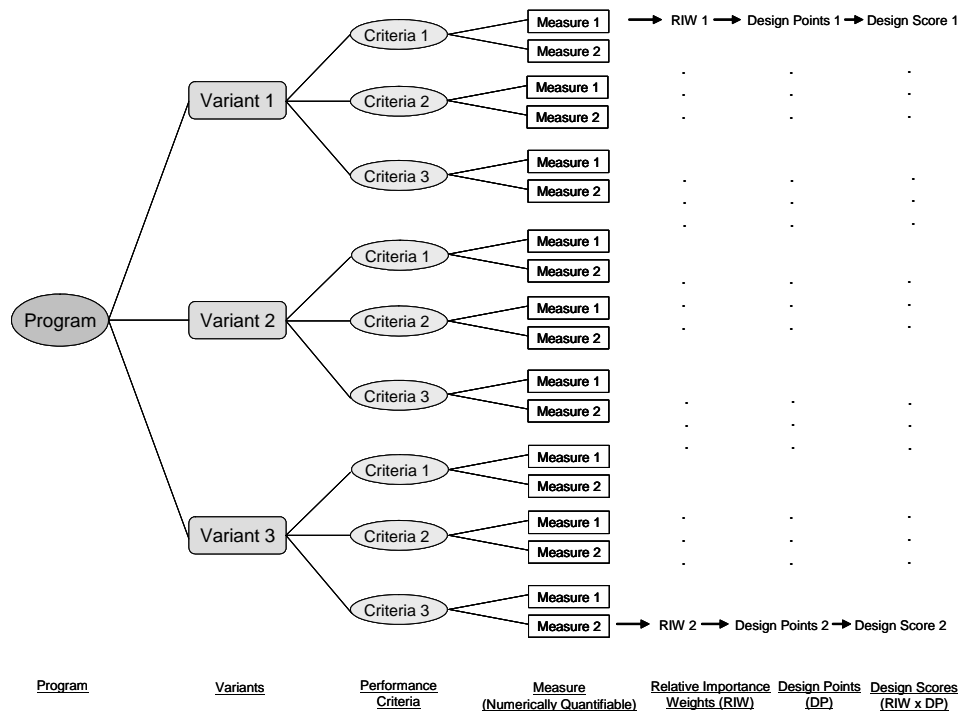 Measure 1
RIW 1
Design Points 1
Design Score 1
Criteria 1
Measure 2
Variant 1
Measure 1
Criteria 2
Measure 2
Measure 1
Criteria 3
Measure 2
Measure 1
Criteria 1
Measure 2
Program
Variant 2
Measure 1
Criteria 2
Measure 2
Measure 1
Criteria 3
Measure 2
Measure 1
Criteria 1
Measure 2
Variant 3
Measure 1
Criteria 2
Measure 2
Measure 1
Criteria 3
Measure 2
RIW 2
Design Points 2
Design Score 2
Program
Variants
Performance
Criteria
Measure
(Numerically Quantifiable)
Relative Importance
Weights (RIW)
Design Points
(DP)
Design Scores
(RIW x DP)